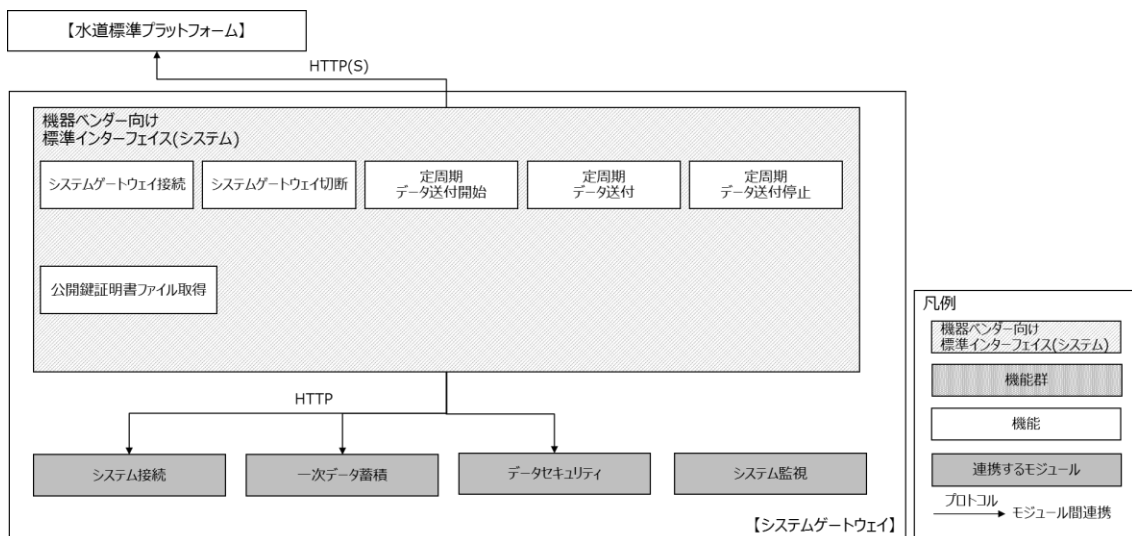 【水道標準プラットフォーム】
HTTP(S)
機器ベンダー向け
標準インターフェイス(システム)
システムゲートウェイ接続
システムゲートウェイ切断
定周期
データ送付開始
定周期
データ送付
定周期
データ送付停止
公開鍵証明書ファイル取得
HTTP
システム接続
一次データ蓄積
データセキュリティ
システム監視
【システムゲートウェイ】
凡例
機器ベンダー向け
標準インターフェイス(システム)
機能群
機能
連携するモジュール
プロトコル
モジュール間連携